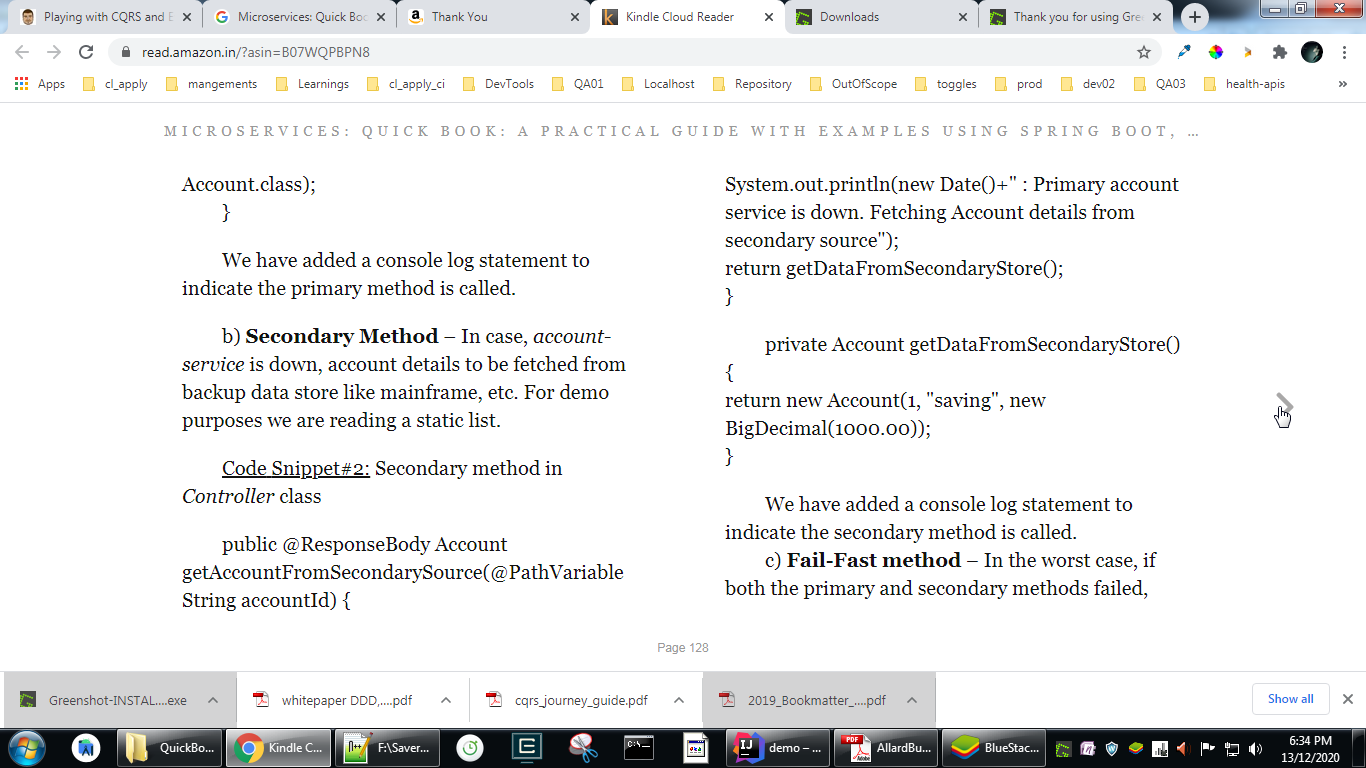 Playing with CQRS and E
Microservices: Quick Boo
Thank You
Kindle Cloud Reader
Downloads
Thank you for using Gre
read.amazon.in/?asin=B07WQPBPN8
Apps
cl_apply
mangements
Learnings
cl_apply_ci
DevTools
QA01
Localhost
Repository
OutOfScope
toggles
prod
dev02
QA03
health-apis
»
MICROSERVICES: QUICK BOOK: A PRACTICAL GUIDE WITH EXAMPLES USING SPRING BOOT, …
Account.class);
}
We have added a console log statement to
indicate the primary method is called.
b) Secondary Method – In case, account-
service is down, account details to be fetched from
backup data store like mainframe, etc. For demo
purposes we are reading a static list.
Code Snippet#2: Secondary method in
Controller class
public @ResponseBody Account
getAccountFromSecondarySource(@PathVariable
String accountId) {
System.out.println(new Date()+" : Primary account
service is down. Fetching Account details from
secondary source");
return getDataFromSecondaryStore();
}
private Account getDataFromSecondaryStore()
{
return new Account(1, "saving", new
BigDecimal(1000.00));
}
We have added a console log statement to
indicate the secondary method is called.
c) Fail-Fast method – In the worst case, if
both the primary and secondary methods failed,
Page 128
Greenshot-INSTAL....exe
whitepaper DDD,....pdf
cqrs_journey_guide.pdf
2019_Bookmatter_....pdf
Show all
QuickBo...
Kindle C...
F:\Saver...
demo – ...
AllardBu...
BlueStac...
6:34 PM
13/12/2020